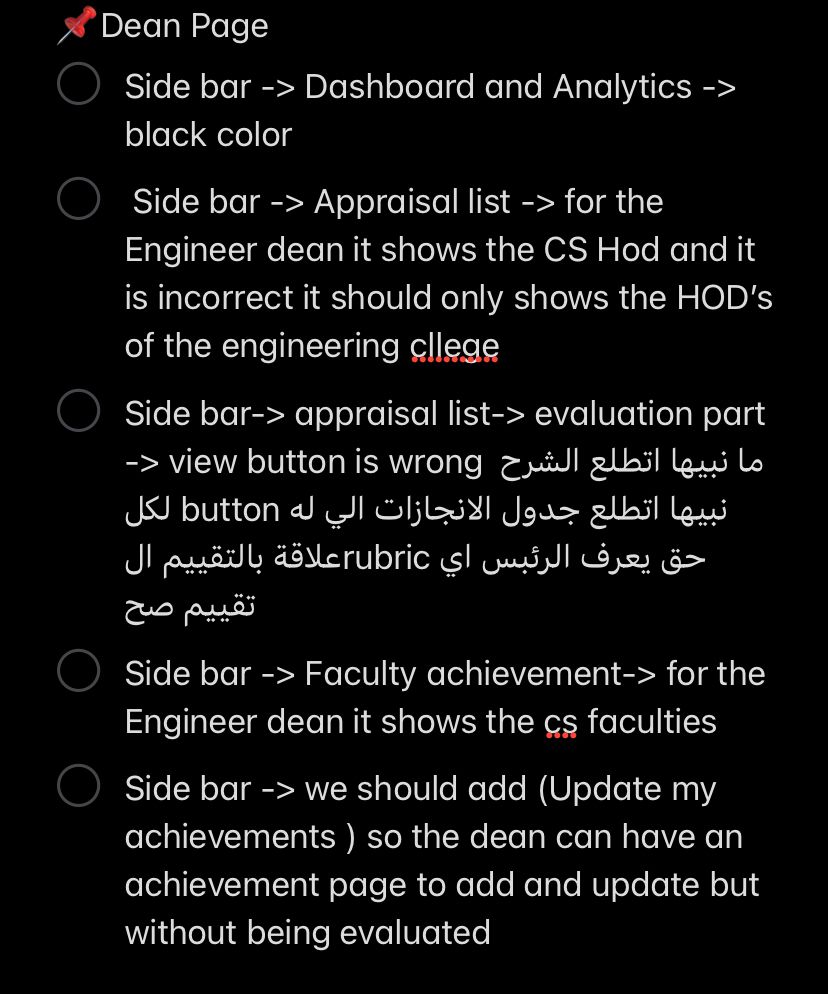 📌Dean Page
Side bar -> Dashboard and Analytics ->
black color
Side bar -> Appraisal list -> for the
Engineer dean it shows the CS Hod and it
is incorrect it should only shows the HOD’s
of the engineering cllege
Side bar-> appraisal list-> evaluation part
-> view button is wrong ما نبيها اتطلع الشرح
نبيها اتطلع جدول الانجازات الي له button لكل
علاقة بالتقييم الrubric حق يعرف الرئبس اي
تقييم صح
Side bar -> Faculty achievement-> for the
Engineer dean it shows the cs faculties
Side bar -> we should add (Update my
achievements ) so the dean can have an
achievement page to add and update but
without being evaluated